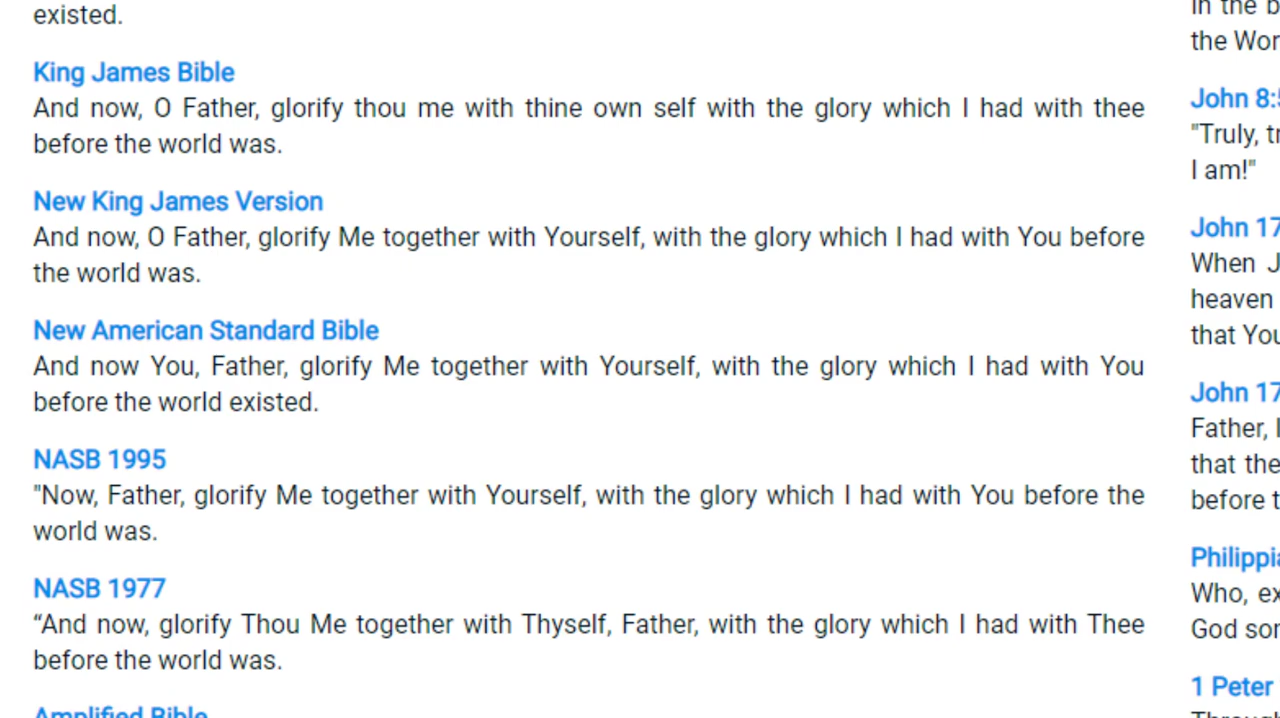 existed.
King James Bible
And now, O Father, glorify thou me with thine own self with the glory which I had with thee
before the world was.
New King James Version
And now, O Father, glorify Me together with Yourself, with the glory which I had with You before
the world was.
New American Standard Bible
And now You, Father, glorify Me together with Yourself, with the glory which I had with You
before the world existed.
NASB 1995
"Now, Father, glorify Me together with Yourself, with the glory which I had with You before the
world was.
NASB 1977
“And now, glorify Thou Me together with Thyself, Father, with the glory which I had with Thee
before the world was.
Amplified Bible
In the
the
John
"Truly,
I am!"
John 17
When
heaven
that
John 17
Father,
that the
before
Who,
God
1 Peter